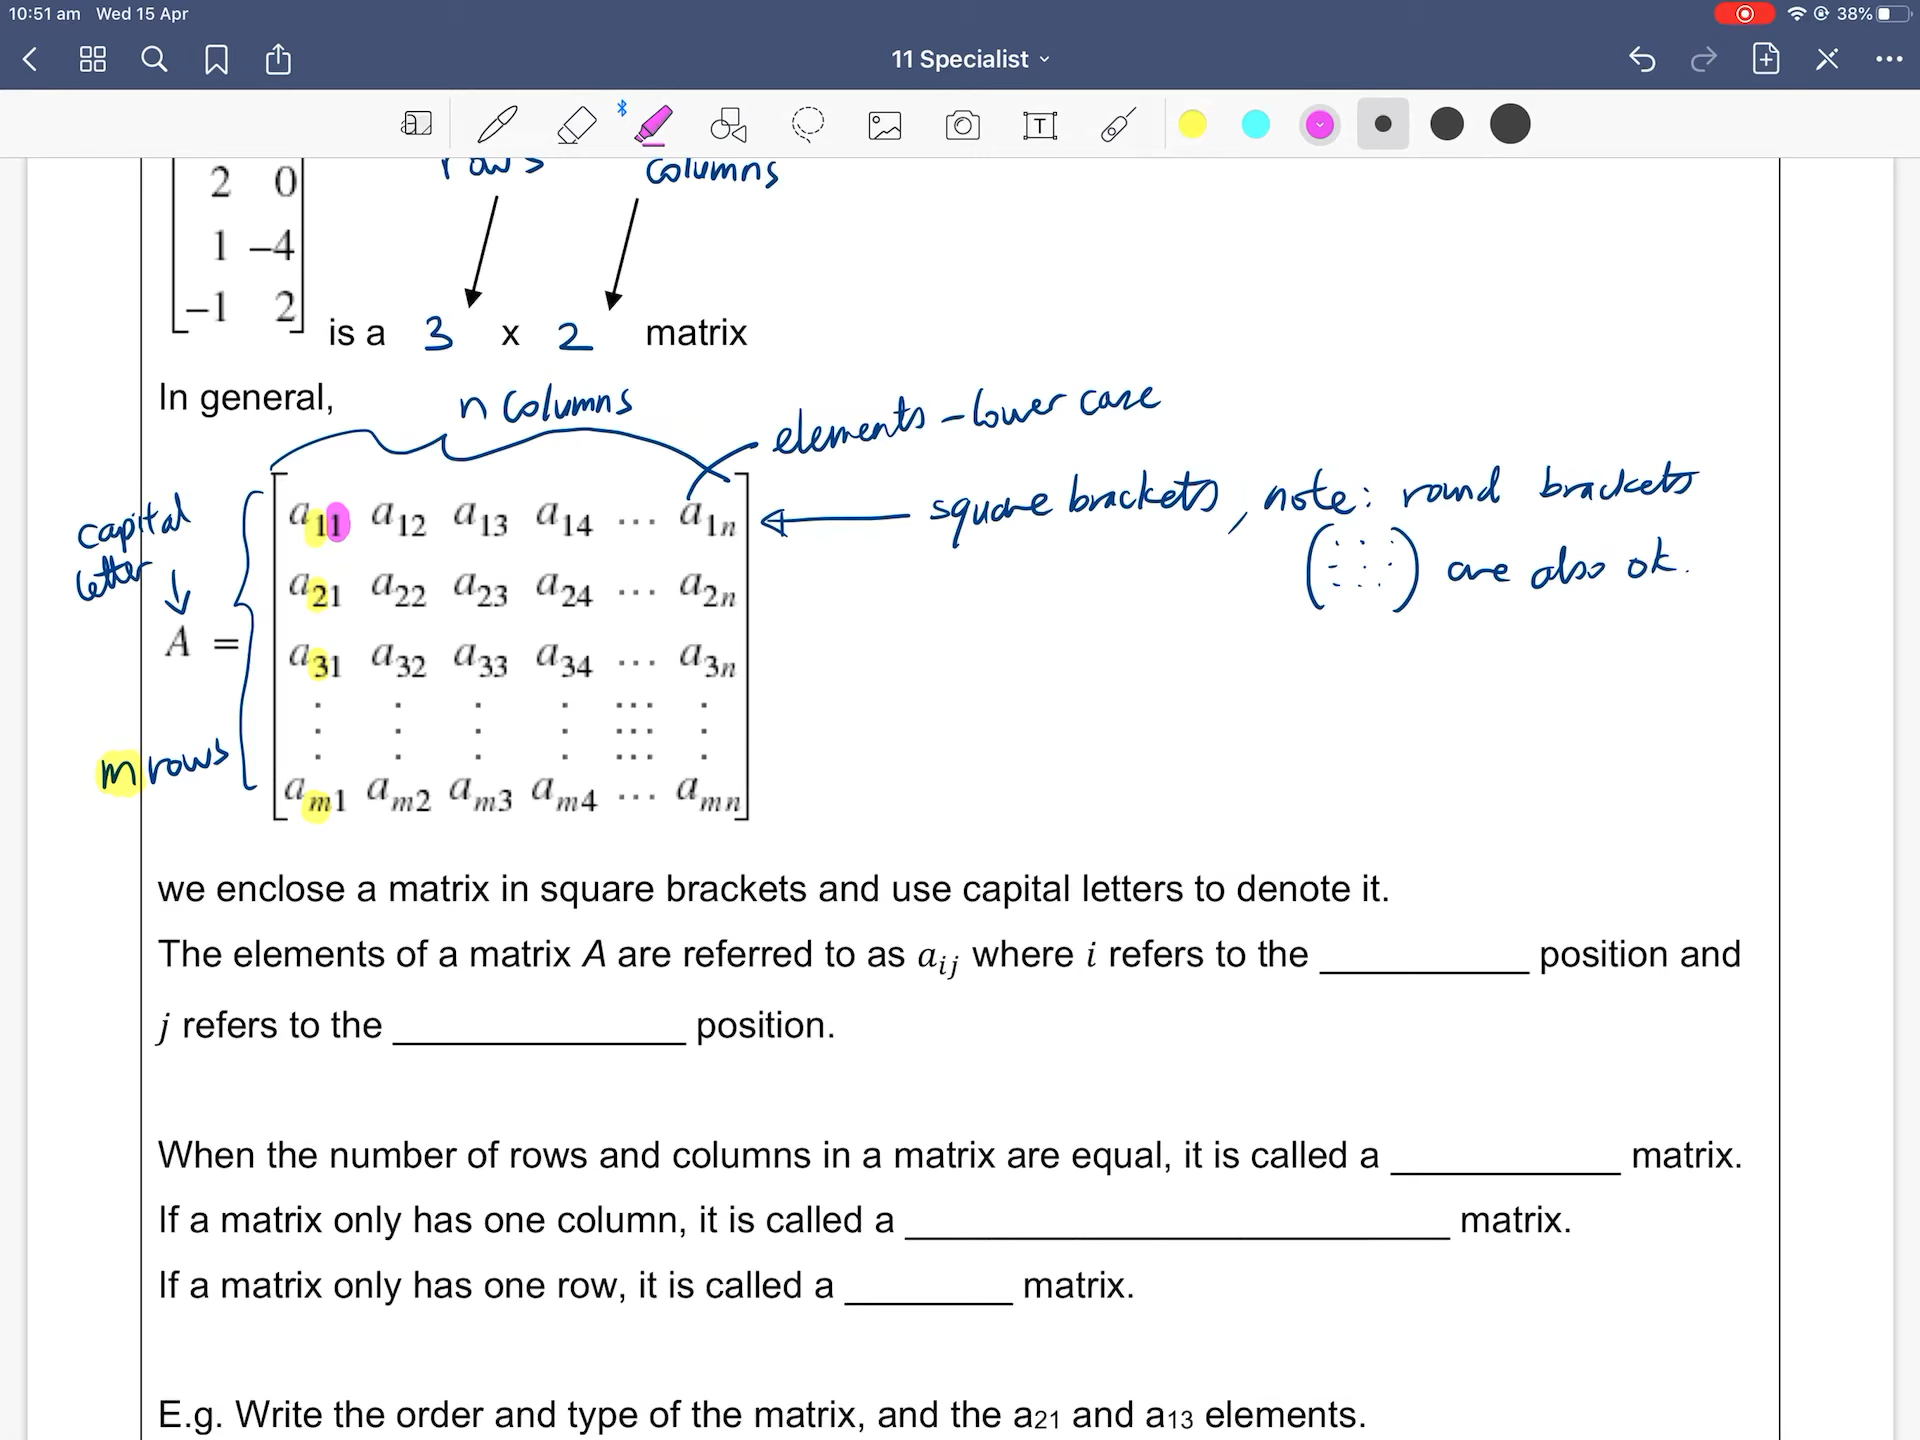 10:51 am Wed 15 Apr
38%
11 Specialist
rows columns
2 0
1 −4
−1 2
is a 3 x 2 matrix
In general,
n columns
elements - lower case
square brackets, note: round brackets
( ) are also ok.
capital
letter
A =
a11 a12 a13 a14 ... a1n
a21 a22 a23 a24 ... a2n
a31 a32 a33 a34 ... a3n
m rows
am1 am2 am3 am4 ... amn
we enclose a matrix in square brackets and use capital letters to denote it.
The elements of a matrix A are referred to as aij where i refers to the __________ position and
j refers to the ______________ position.
When the number of rows and columns in a matrix are equal, it is called a ___________ matrix.
If a matrix only has one column, it is called a __________________________ matrix.
If a matrix only has one row, it is called a ________ matrix.
E.g. Write the order and type of the matrix, and the a21 and a13 elements.